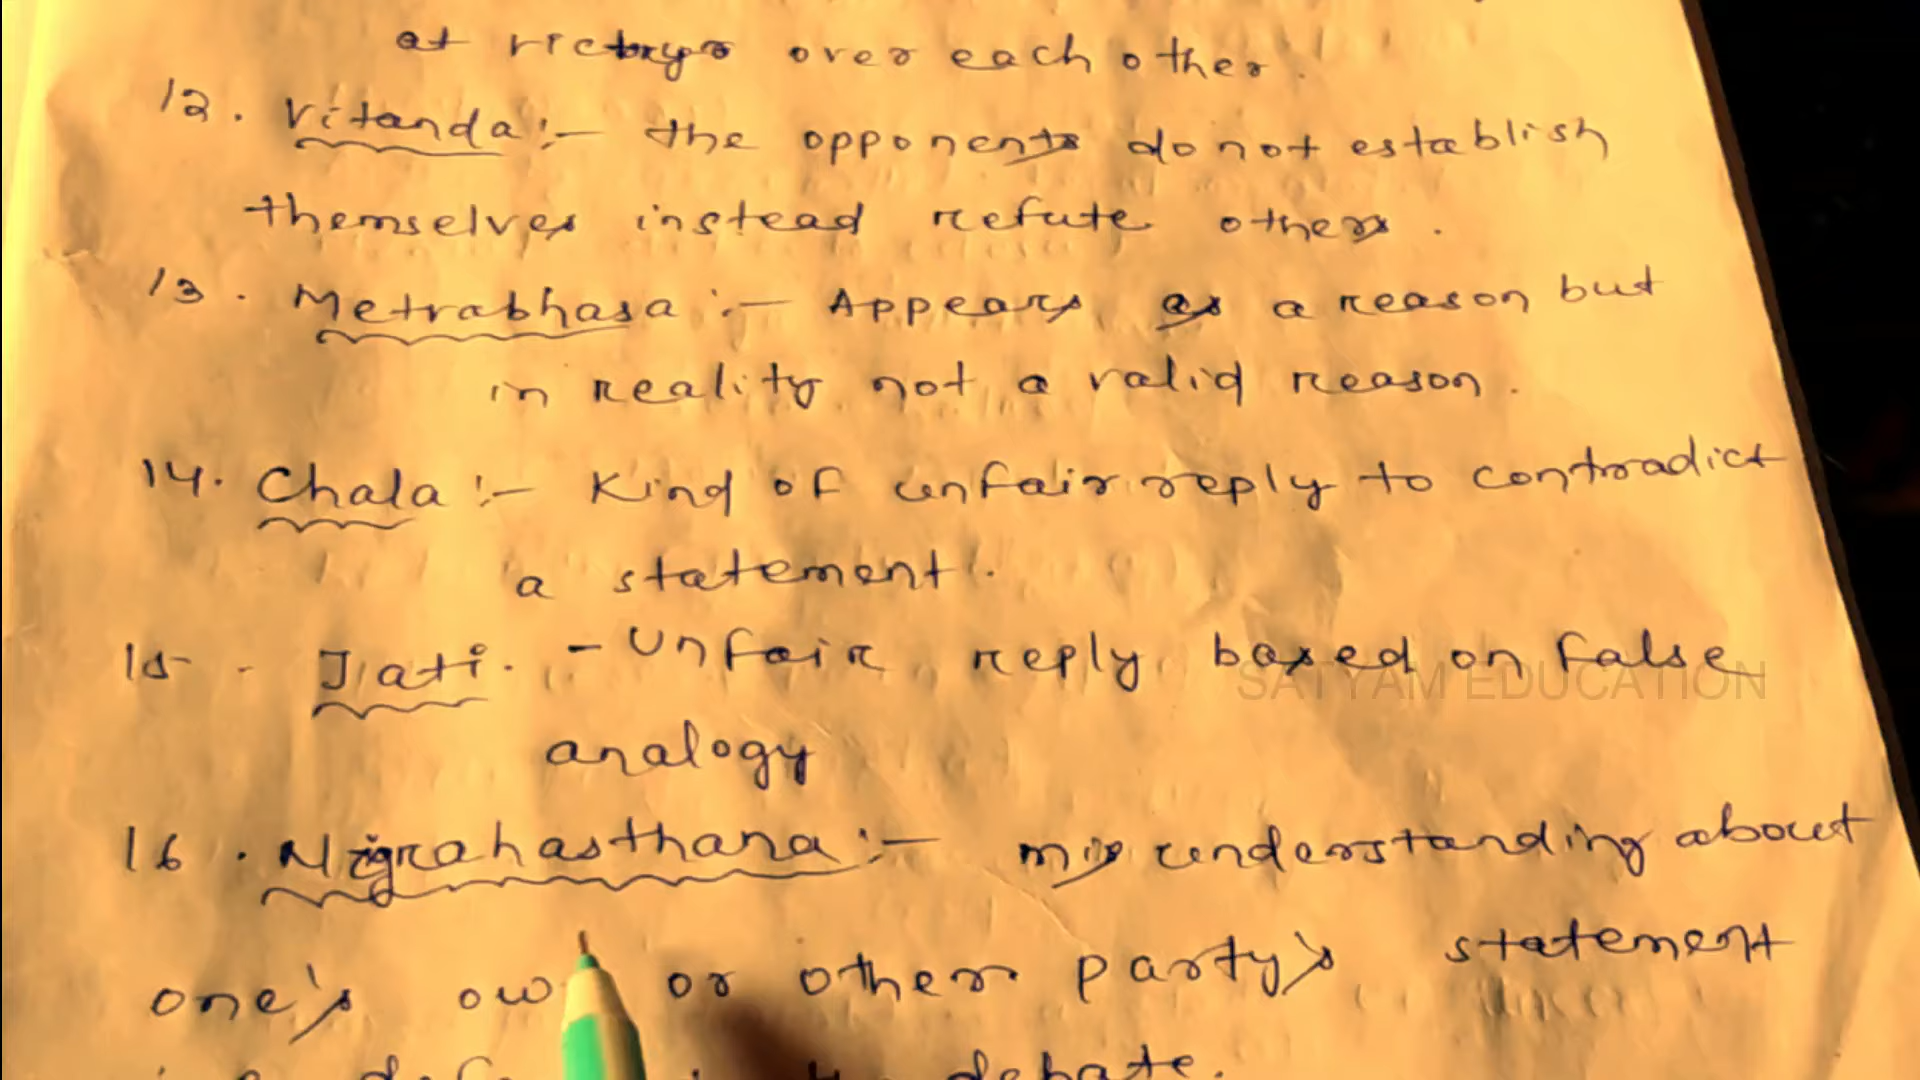 at victory over each other.
12. Vitanda :- the opponents do not establish
themselves instead refute others.
13. Metrabhasa :- Appears as a reason but
in reality not a valid reason.
14. Chala :- Kind of unfair reply to contradict
a statement.
15. Jati. - Unfair reply based on false
SATYAM EDUCATION
analogy
16. Nigrahasthana :- misunderstanding about
one's or other party's statement
debate.